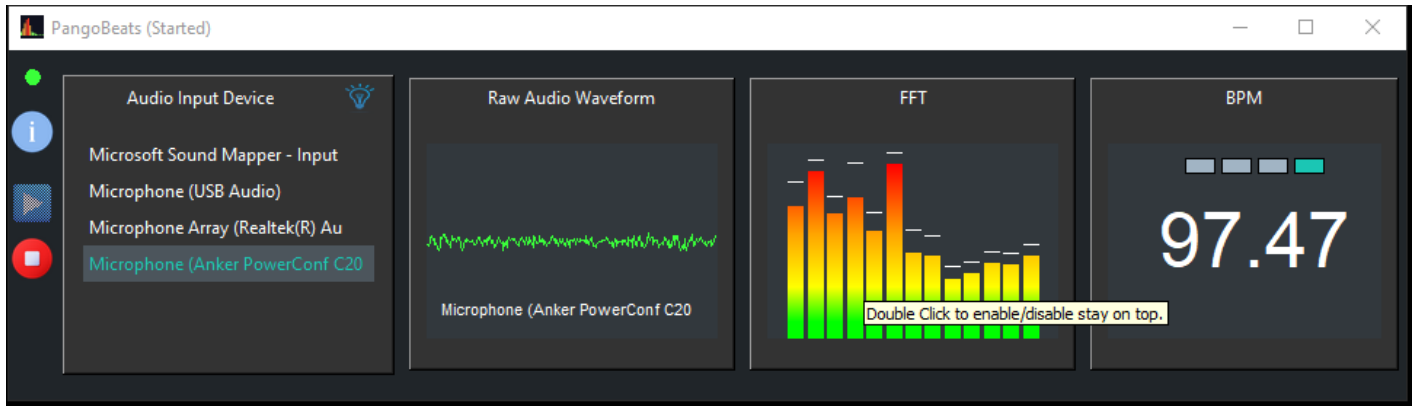 PangoBeats (Started)
Audio Input Device
Microsoft Sound Mapper - Input
Microphone (USB Audio)
Microphone Array (Realtek(R) Au
Microphone (Anker PowerConf C20
Raw Audio Waveform
Microphone (Anker PowerConf C20
FFT
Double Click to enable/disable stay on top.
BPM
97.47